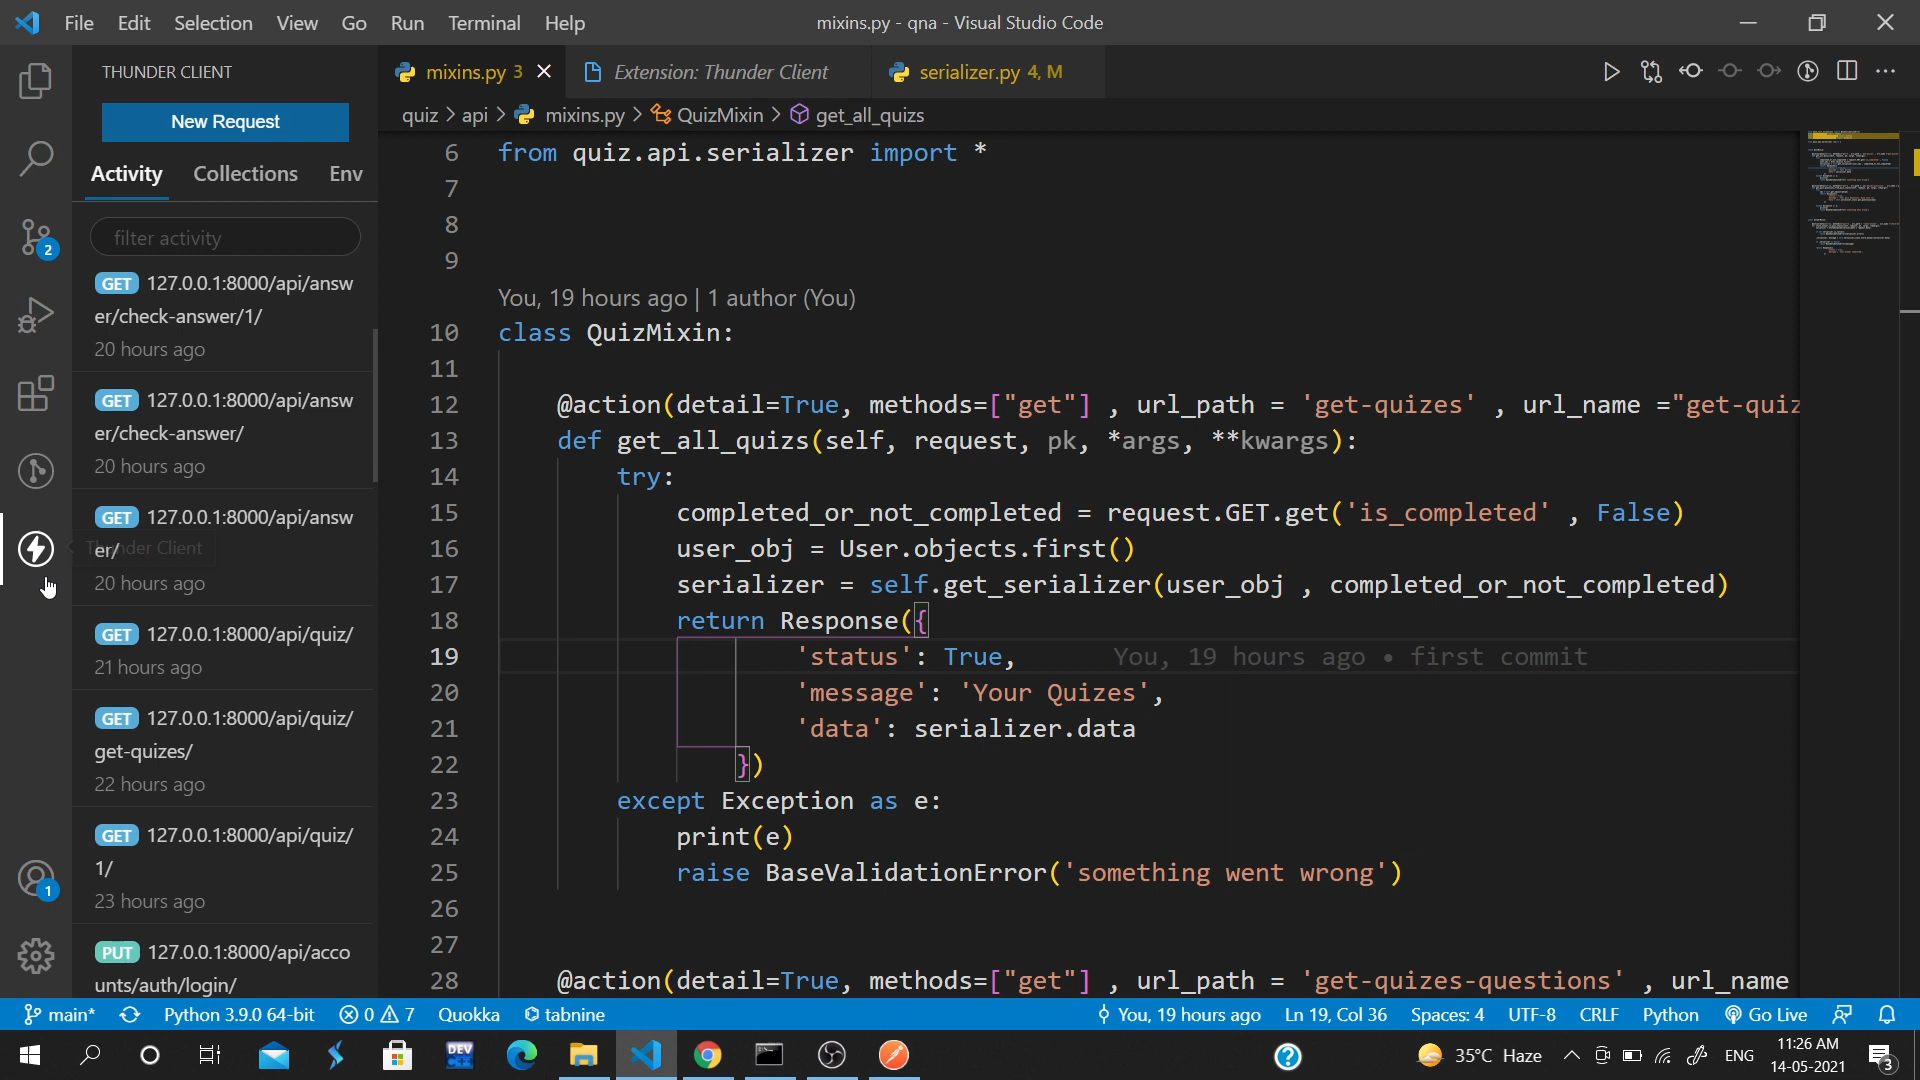 File Edit Selection View Go Run Terminal Help
mixins.py - qna - Visual Studio Code
THUNDER CLIENT
New Request
Activity Collections Env
filter activity
GET 127.0.0.1:8000/api/answ
er/check-answer/1/
20 hours ago
GET 127.0.0.1:8000/api/answ
er/check-answer/
20 hours ago
GET 127.0.0.1:8000/api/answ
er/
Thunder Client
20 hours ago
GET 127.0.0.1:8000/api/quiz/
21 hours ago
GET 127.0.0.1:8000/api/quiz/
get-quizes/
22 hours ago
GET 127.0.0.1:8000/api/quiz/
1/
23 hours ago
PUT 127.0.0.1:8000/api/acco
unts/auth/login/
2
1
mixins.py 3
Extension: Thunder Client
serializer.py 4, M
quiz > api > mixins.py > QuizMixin > get_all_quizs
6 from quiz.api.serializer import *
7
8
9
You, 19 hours ago | 1 author (You)
10 class QuizMixin:
11
12 @action(detail=True, methods=["get"] , url_path = 'get-quizes' , url_name ="get-quiz
13 def get_all_quizs(self, request, pk, *args, **kwargs):
14 try:
15 completed_or_not_completed = request.GET.get('is_completed' , False)
16 user_obj = User.objects.first()
17 serializer = self.get_serializer(user_obj , completed_or_not_completed)
18 return Response({
19 'status': True, You, 19 hours ago • first commit
20 'message': 'Your Quizes',
21 'data': serializer.data
22 })
23 except Exception as e:
24 print(e)
25 raise BaseValidationError('something went wrong')
26
27
28 @action(detail=True, methods=["get"] , url_path = 'get-quizes-questions' , url_name
main* Python 3.9.0 64-bit 0 7 Quokka tabnine You, 19 hours ago Ln 19, Col 36 Spaces: 4 UTF-8 CRLF Python Go Live
DEV C++
35°C Haze ENG
11:26 AM
14-05-2021
3